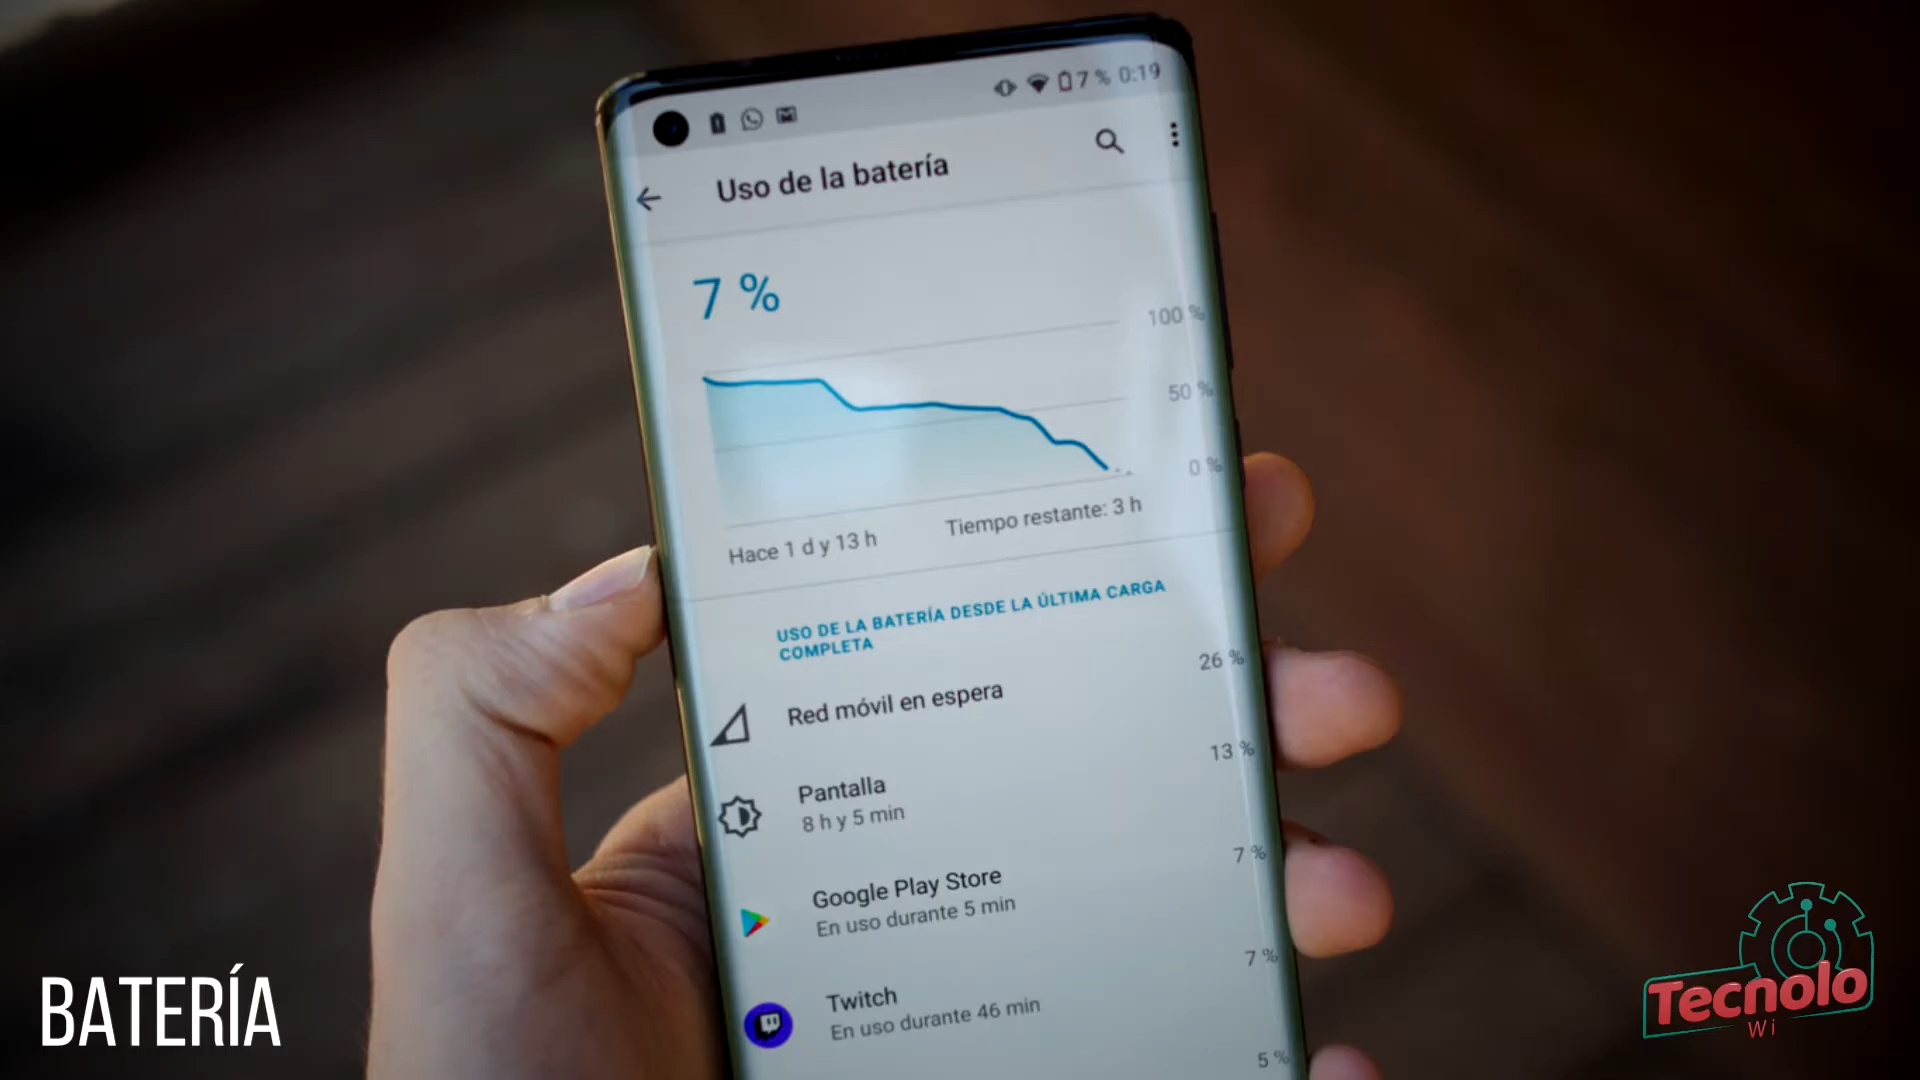 7 % 0:19
Uso de la batería
7 %
100 %
50 %
0 %
Hace 1 d y 13 h
Tiempo restante: 3 h
USO DE LA BATERÍA DESDE LA ÚLTIMA CARGA
COMPLETA
Red móvil en espera
26 %
Pantalla
8 h y 5 min
13 %
Google Play Store
En uso durante 5 min
7 %
Twitch
En uso durante 46 min
7 %
5 %
BATERÍA
Tecnolo
Wi